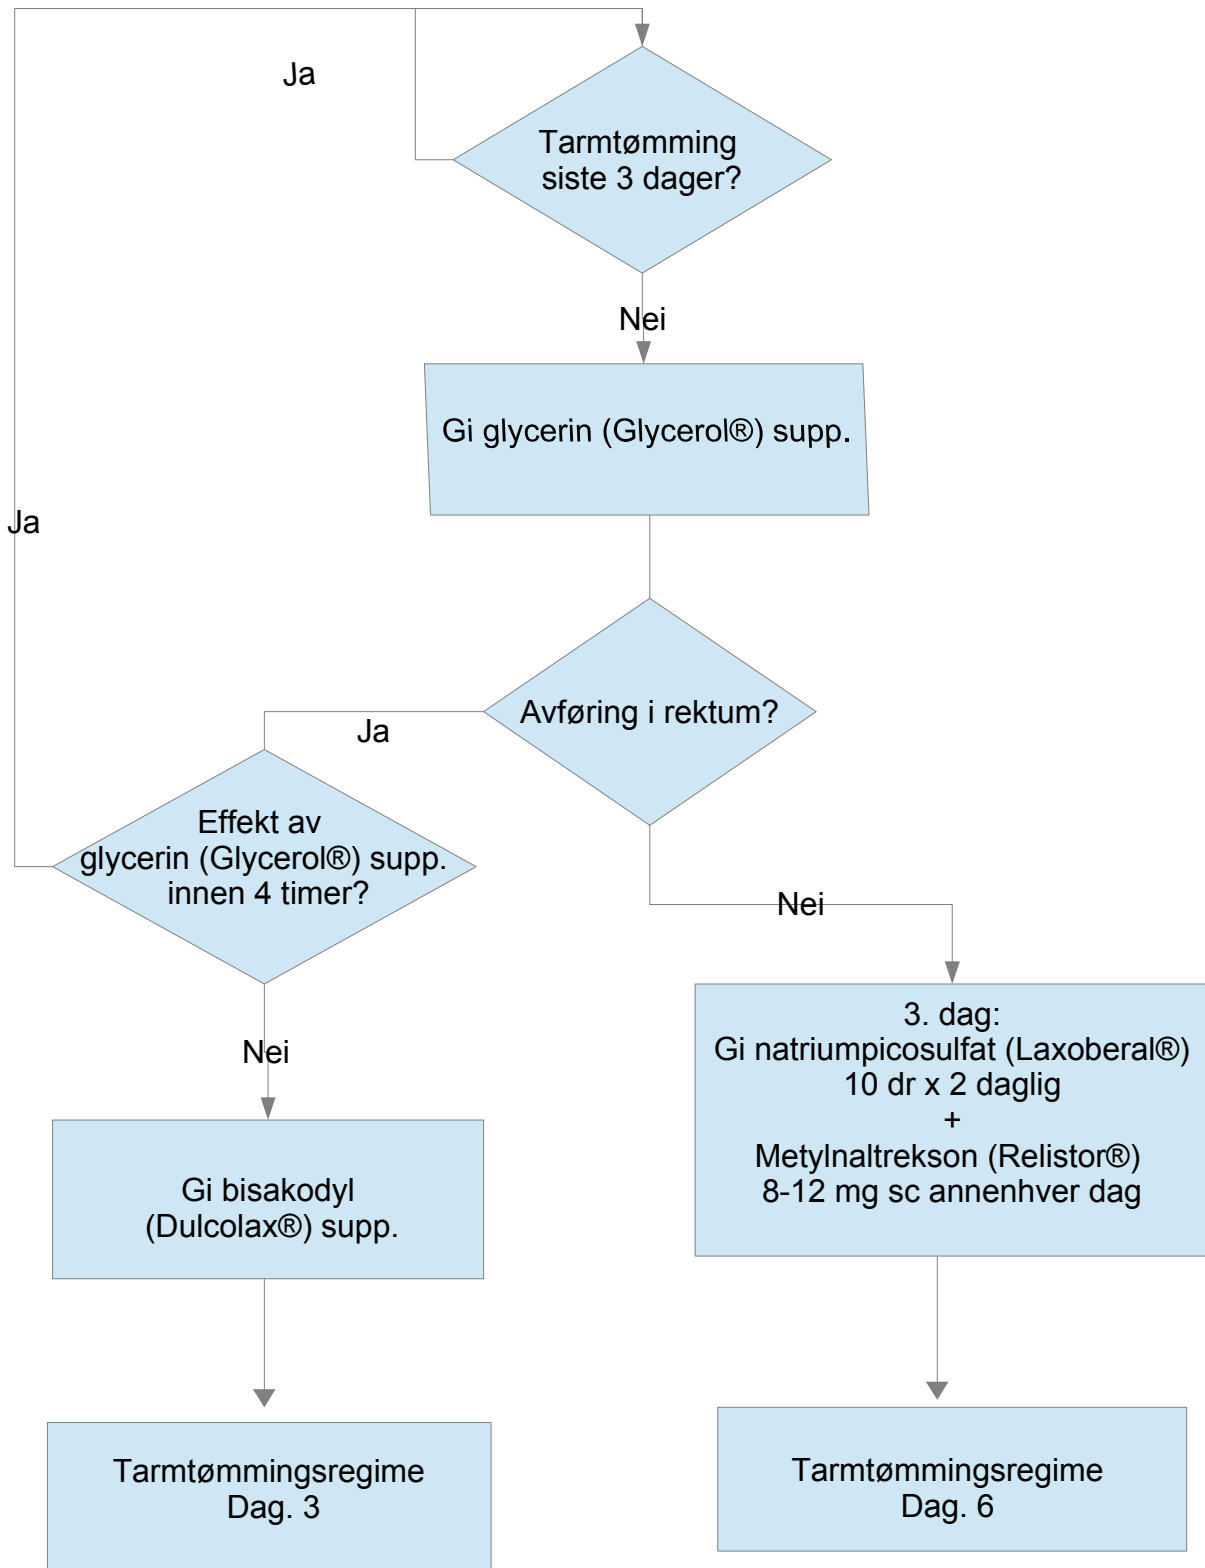 Ja
Tarmtømming
siste 3 dager?
Nei
Gi glycerin (Glycerol®) supp.
Ja
Avføring i rektum?
Ja
Effekt av
glycerin (Glycerol®) supp.
innen 4 timer?
Nei
Nei
3. dag:
Gi natriumpicosulfat (Laxoberal®)
10 dr x 2 daglig
+
Metylnaltrekson (Relistor®)
8-12 mg sc annenhver dag
Gi bisakodyl
(Dulcolax®) supp.
Tarmtømmingsregime
Dag. 3
Tarmtømmingsregime
Dag. 6